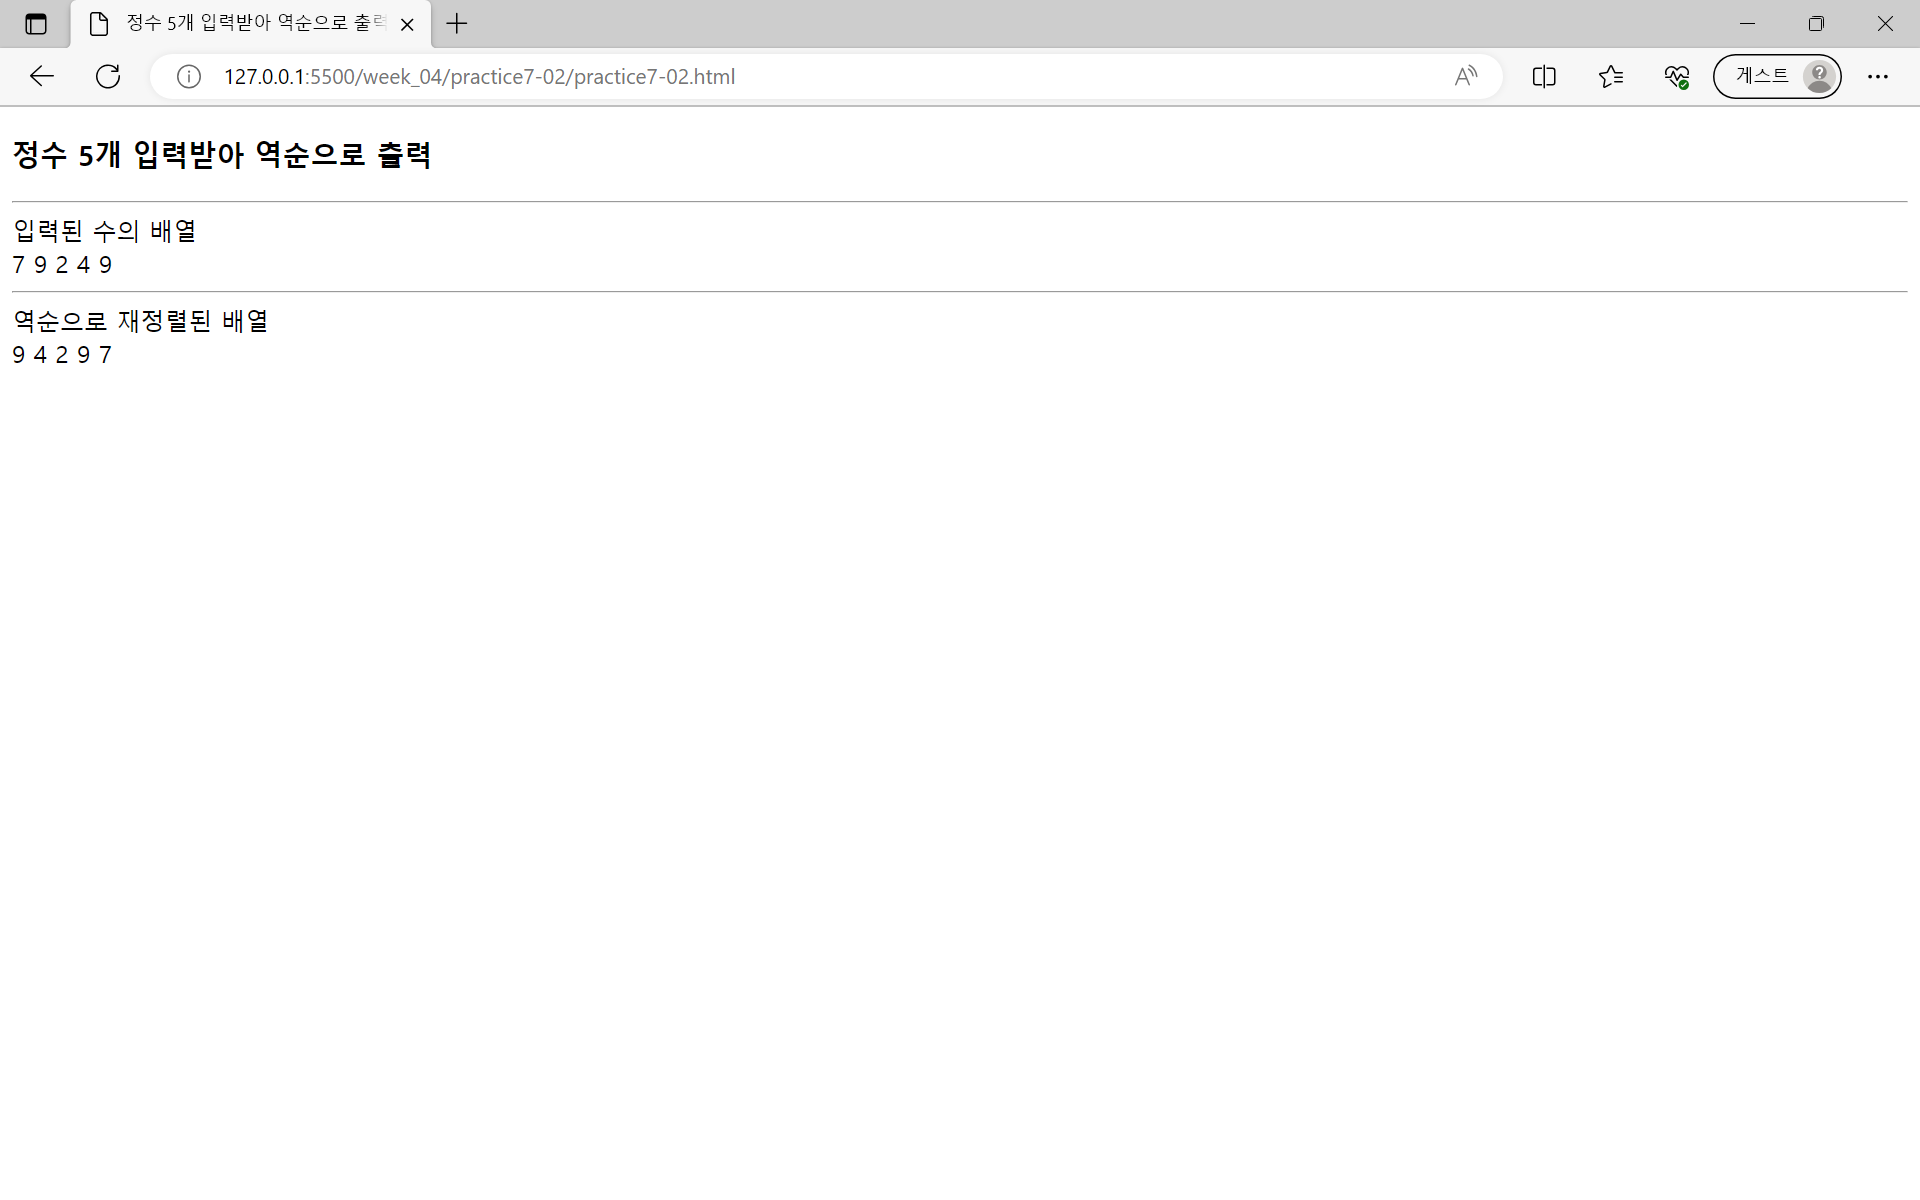 정수 5개 입력받아 역순으로 출력
127.0.0.1:5500/week_04/practice7-02/practice7-02.html
게스트
정수 5개 입력받아 역순으로 출력
입력된 수의 배열
7 9 2 4 9
역순으로 재정렬된 배열
9 4 2 9 7